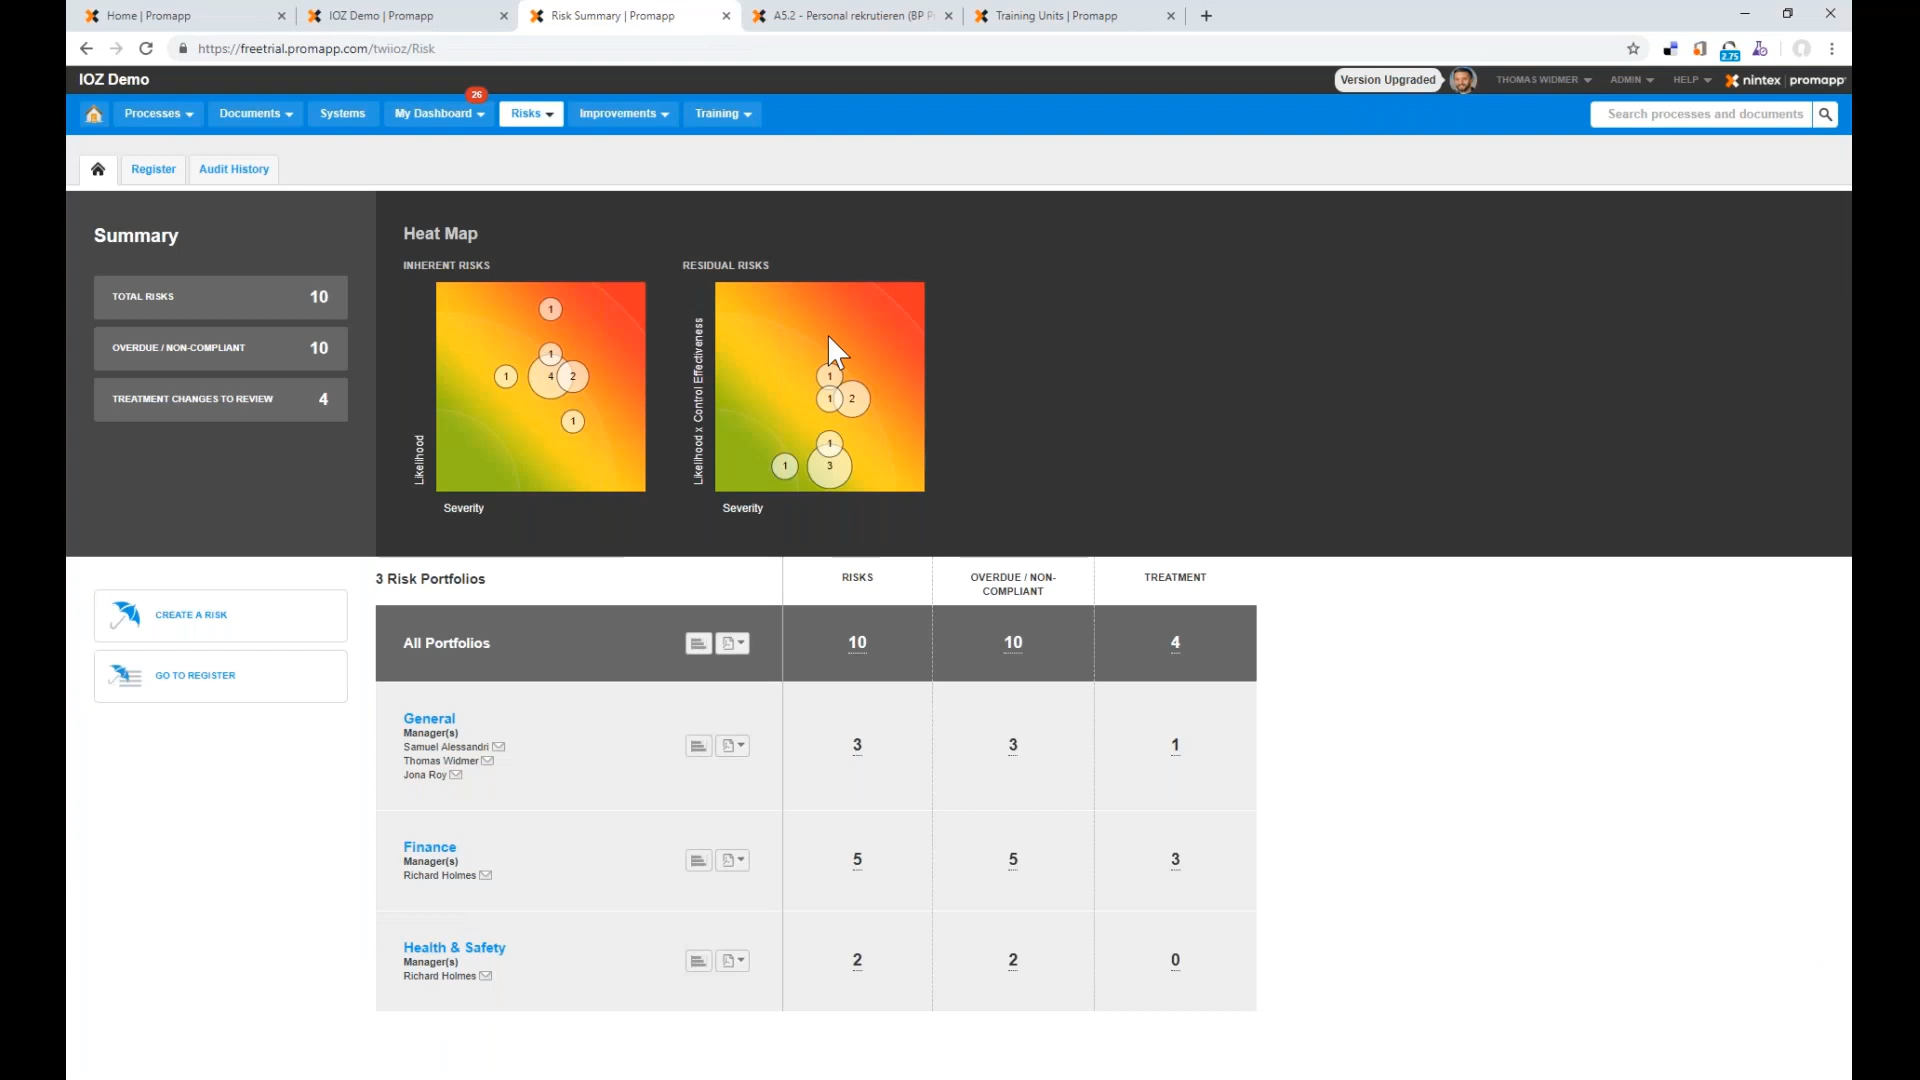 Home | Promapp
IOZ Demo | Promapp
Risk Summary | Promapp
A5.2 - Personal rekrutieren (BP P
Training Units | Promapp
https://freetrial.promapp.com/twiioz/Risk
2.75
IOZ Demo
Version Upgraded
THOMAS WIDMER
ADMIN
HELP
nintex | promapp
26
Processes
Documents
Systems
My Dashboard
Risks
Improvements
Training
Search processes and documents
Register
Audit History
Summary
TOTAL RISKS 10
OVERDUE / NON-COMPLIANT 10
TREATMENT CHANGES TO REVIEW 4
Heat Map
INHERENT RISKS
Likelihood
1
1
1 4 2
1
Severity
RESIDUAL RISKS
Likelihood x Control Effectiveness
1
1 2
1
1 3
Severity
CREATE A RISK
GO TO REGISTER
3 Risk Portfolios
RISKS
OVERDUE / NON-
COMPLIANT
TREATMENT
All Portfolios 10 10 4
General
Manager(s)
Samuel Alessandri
Thomas Widmer
Jona Roy
3 3 1
Finance
Manager(s)
Richard Holmes
5 5 3
Health & Safety
Manager(s)
Richard Holmes
2 2 0